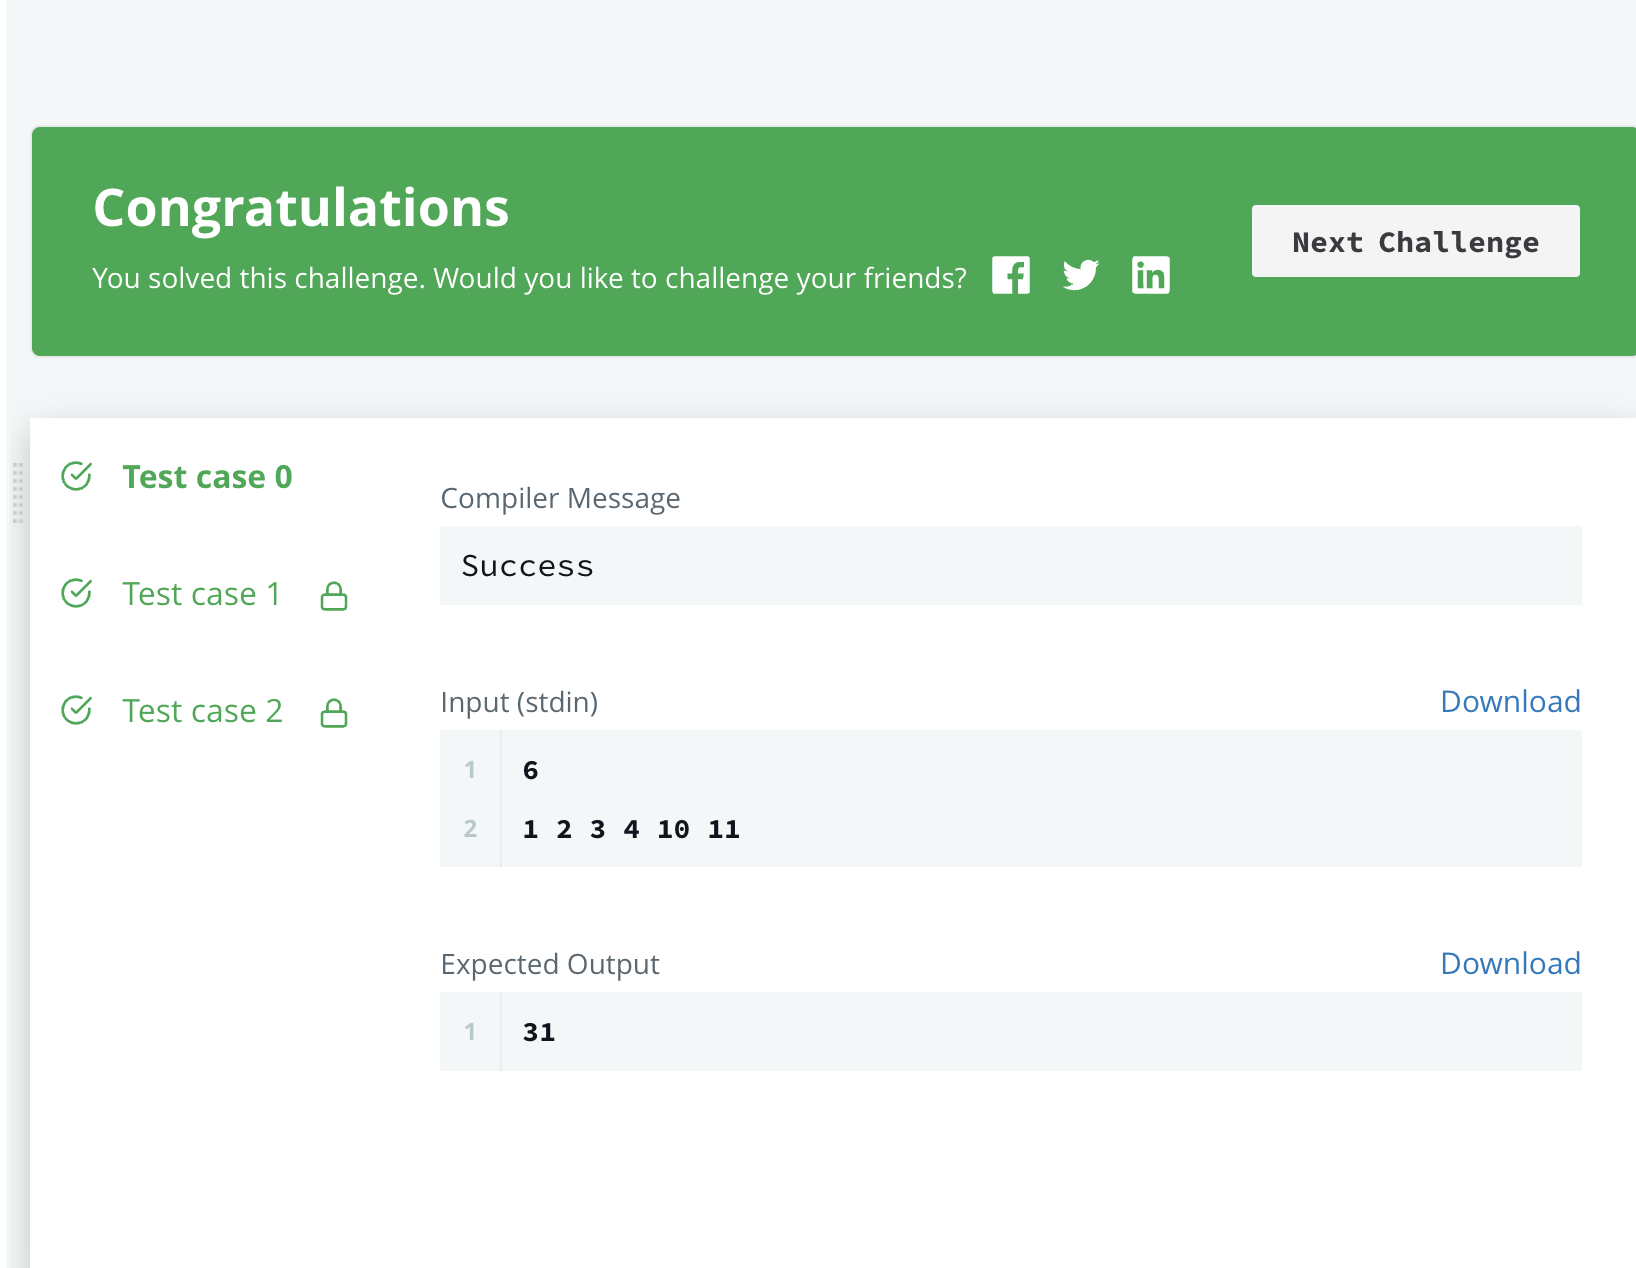 Congratulations
You solved this challenge. Would you like to challenge your friends?
Next Challenge
Test case 0
Test case 1
Test case 2
Compiler Message
Success
Input (stdin)
Download
1 6
2 1 2 3 4 10 11
Expected Output
Download
1 31